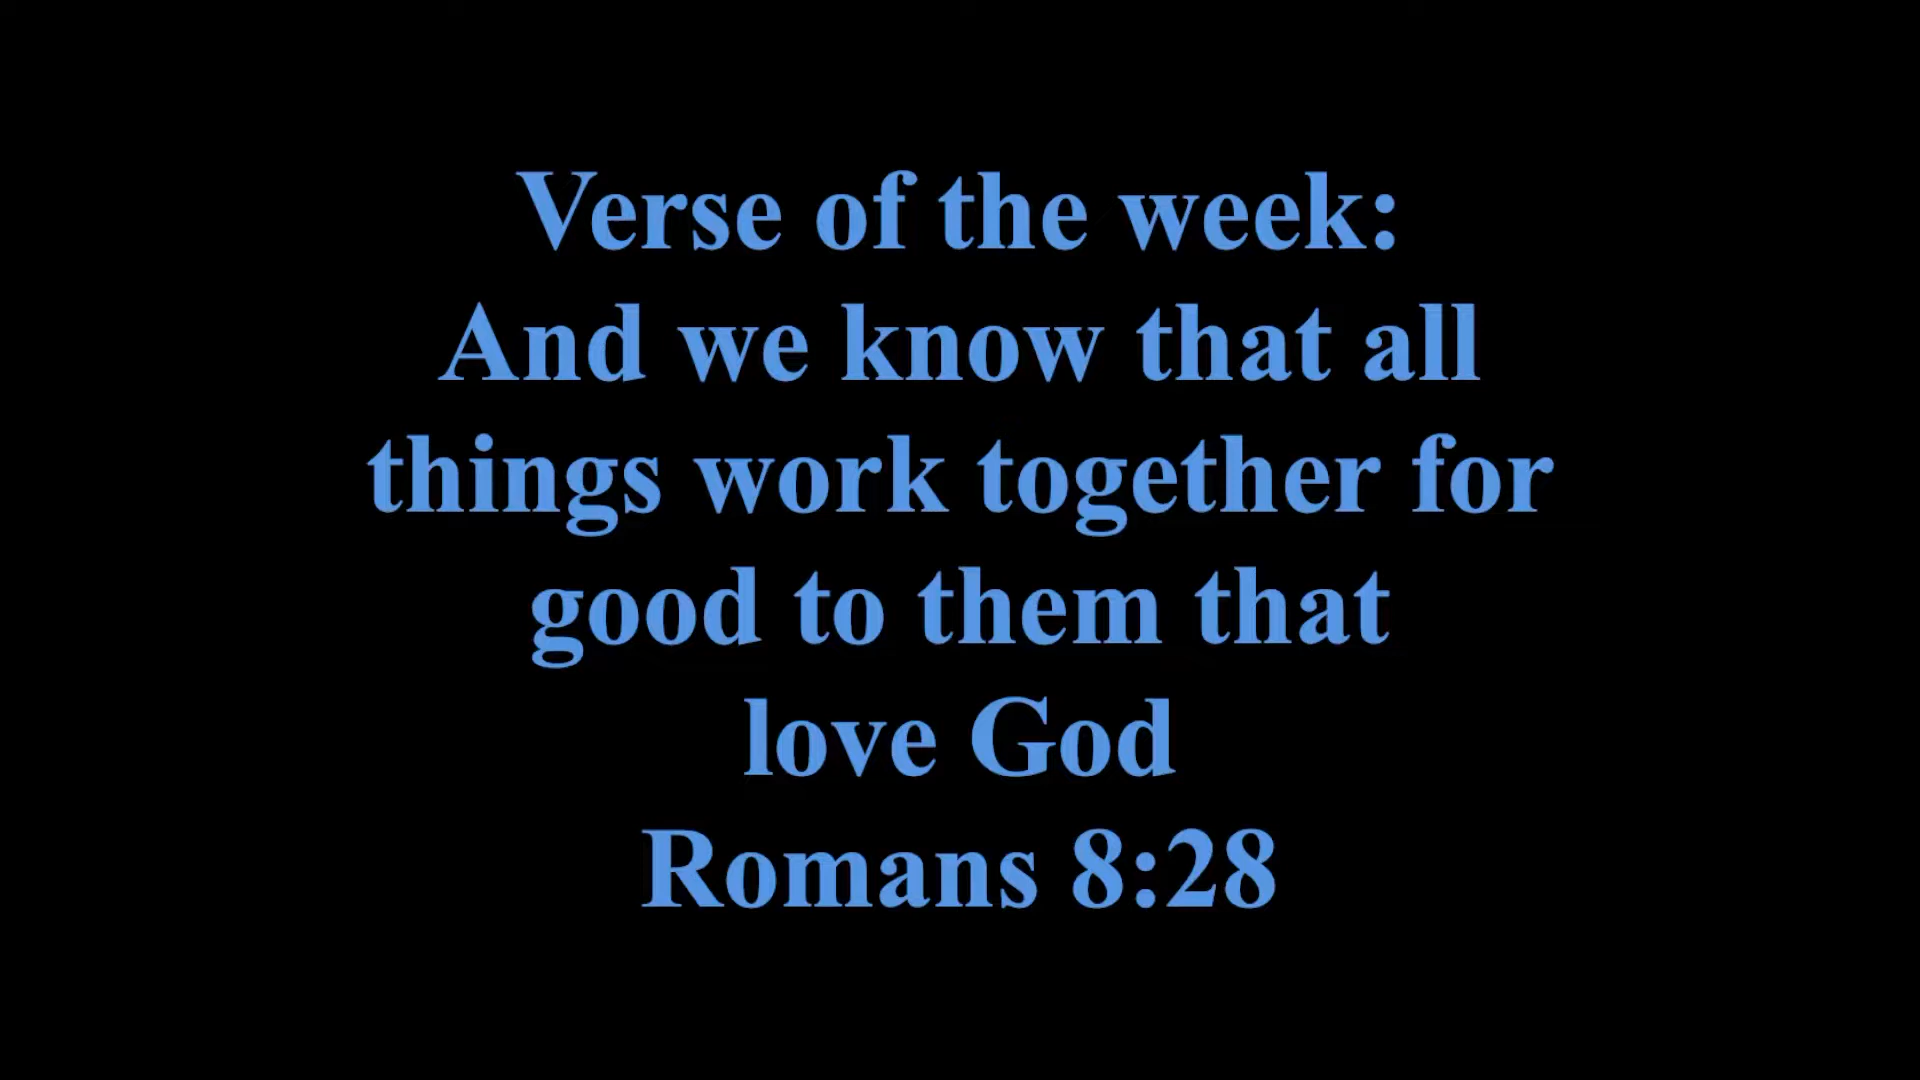 Verse of the week:
And we know that all
things work together for
good to them that
love God
Romans 8:28